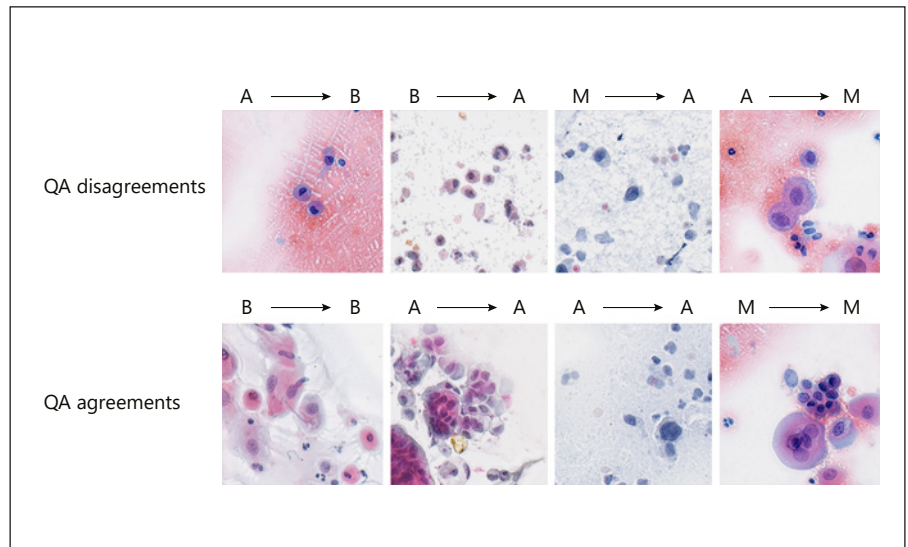 A → B B → A M → A A → M
QA disagreements
B → B A → A A → A M → M
QA agreements